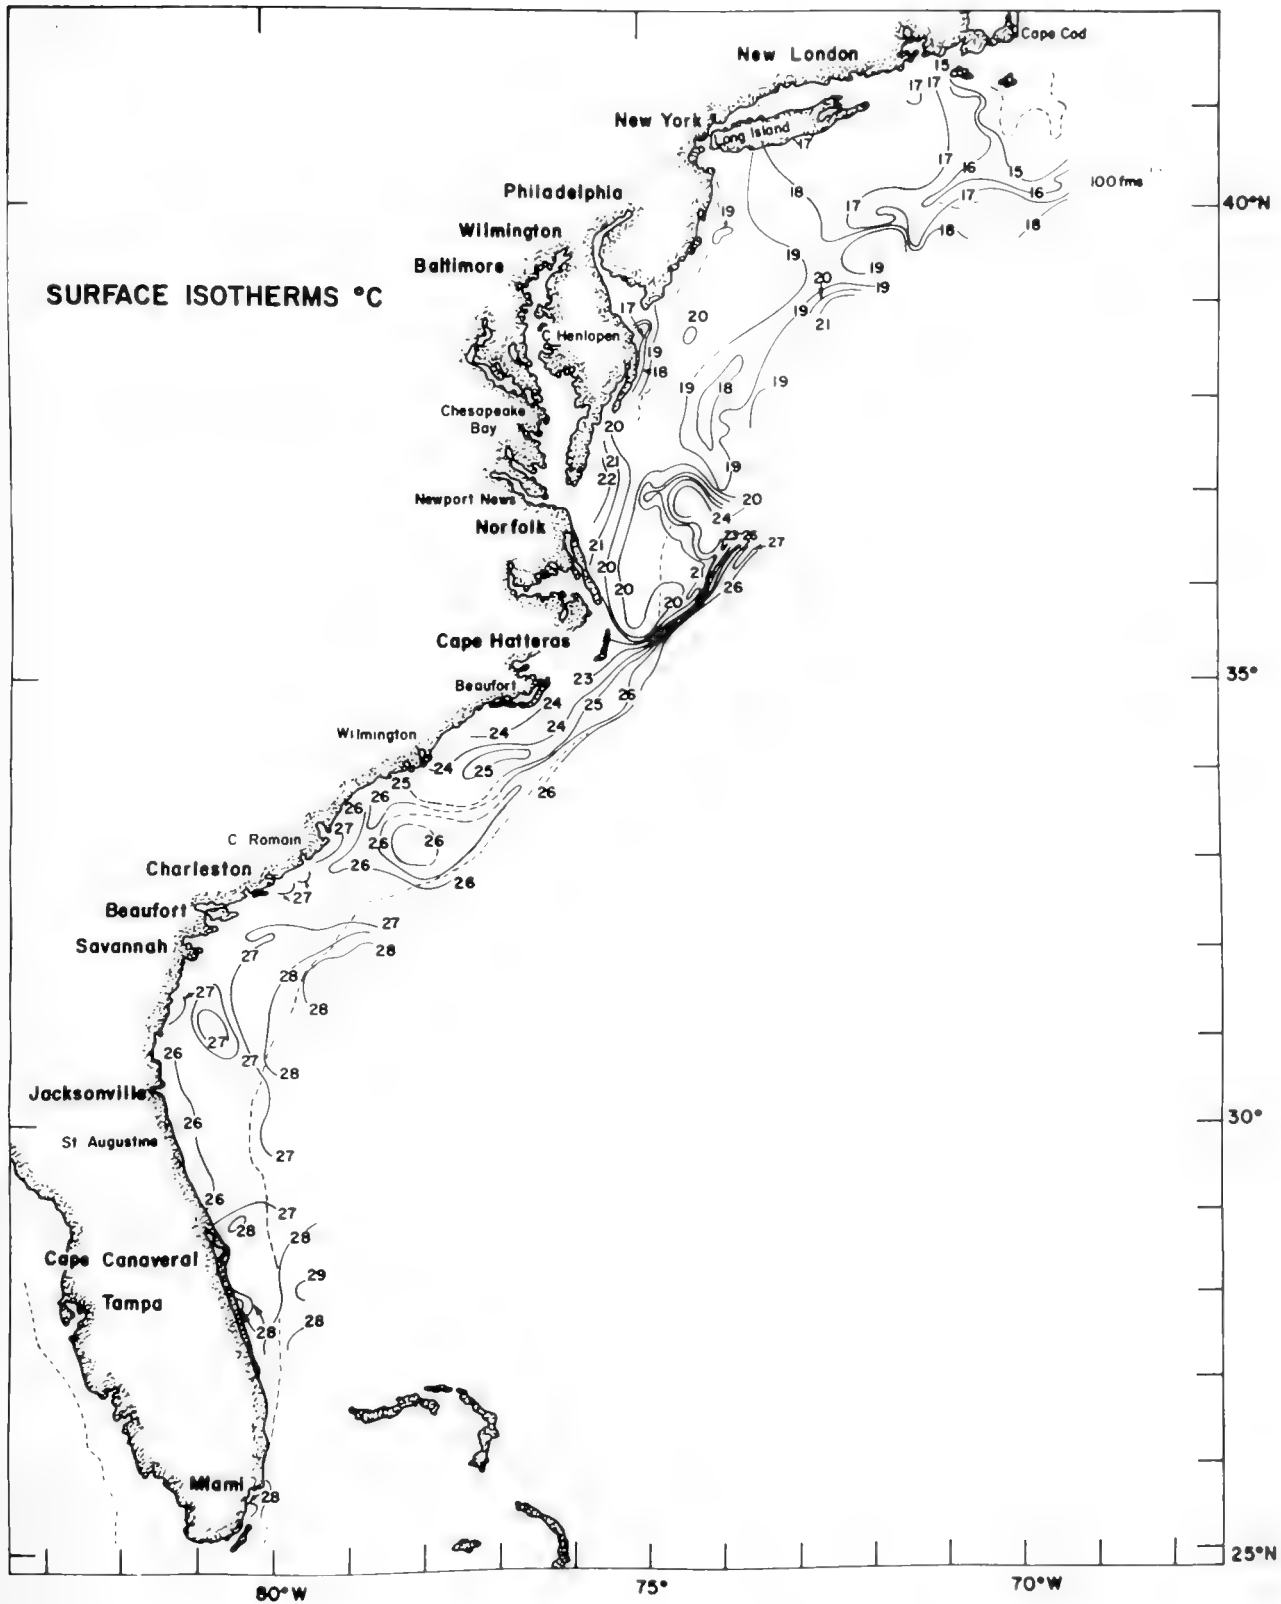 Cape Cod
New London
15
17 17
New York
Long Island
17
17
16
15
100 fms
Philadelphia
18
17
17
16
40°N
19
18
18
Wilmington
Baltimore
19
19
20
19
SURFACE ISOTHERMS °C
17
20
19
21
C Henlopen
19
18
19
18
19
Chesapeake
Bay
20
21
22
19
Newport News
20
24
Norfolk
23 26
27
21
20
21
26
20
20
Cape Hatteras
35°
Beaufort
23
26
24
25
Wilmington
24
24
24
25
25
26
26
26
27
C Romain
26
26
26
Charleston
26
27
Beaufort
27
Savannah
27
28
28
27
28
27
26
27
28
Jacksonville
26
30°
St Augustine
27
26
27
28
28
Cape Canaveral
29
Tampa
28
28
Miami
28
25°N
80°W
75°
70°W